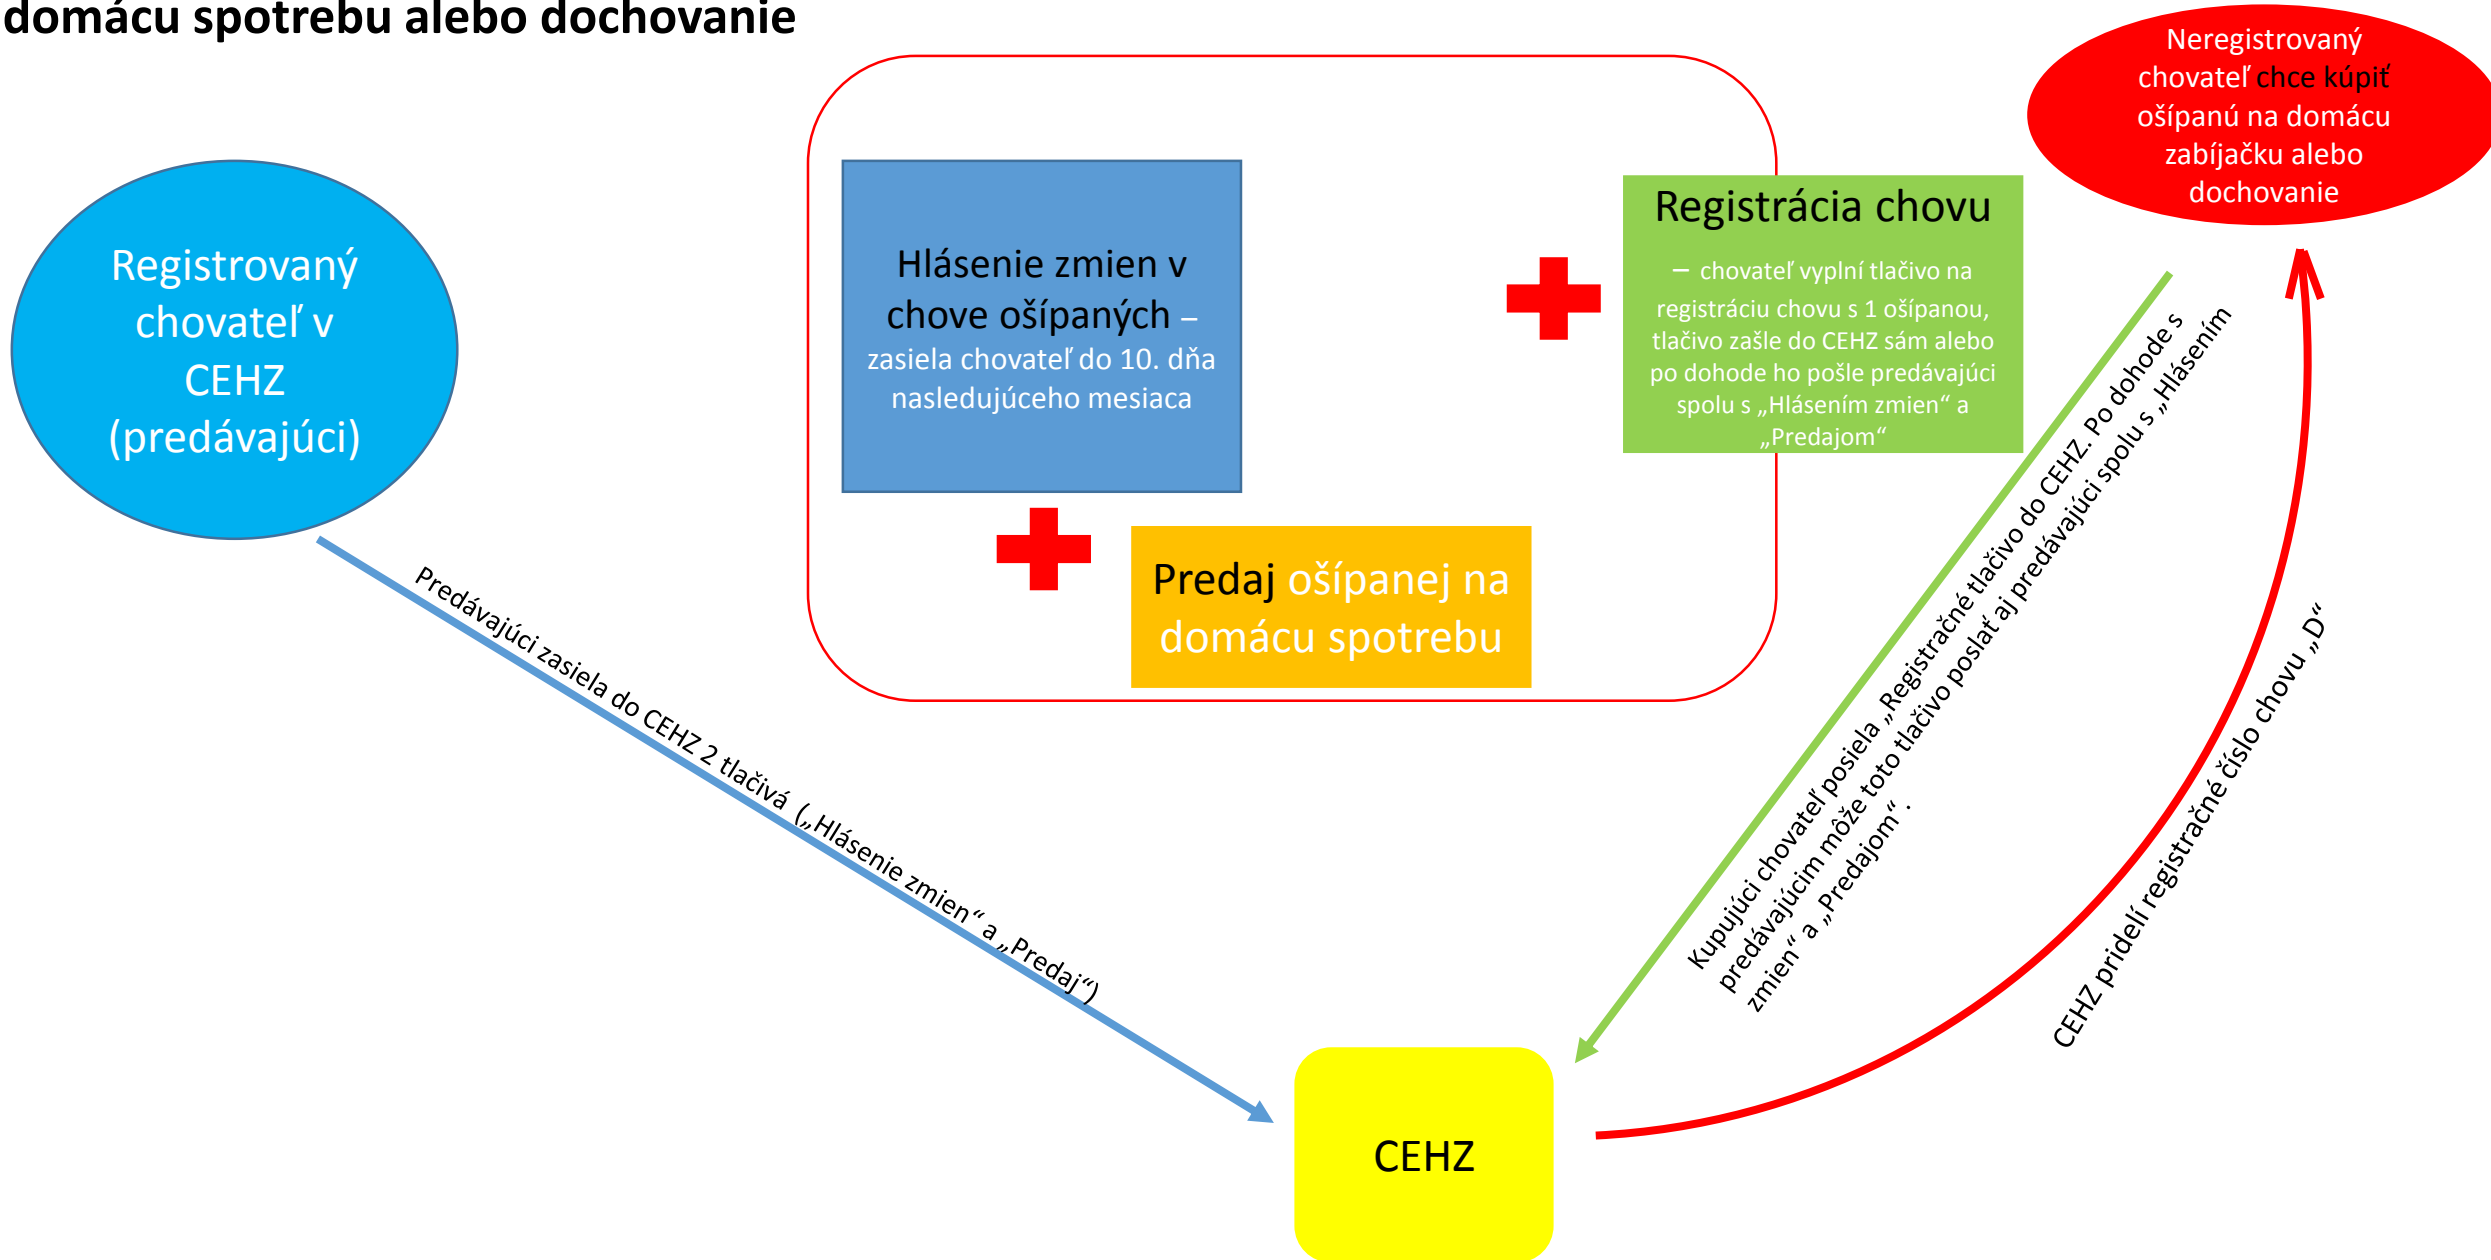 domácu spotrebu alebo dochovanie
Neregistrovaný
chovateľ chce kúpiť
ošípanú na domácu
zabíjačku alebo
dochovanie
Registrovaný
chovateľ v
CEHZ
(predávajúci)
Hlásenie zmien v
chove ošípaných –
zasiela chovateľ do 10. dňa
nasledujúceho mesiaca
Registrácia chovu
– chovateľ vyplní tlačivo na
registráciu chovu s 1 ošípanou,
tlačivo zašle do CEHZ sám alebo
po dohode ho pošle predávajúci
spolu s „Hlásením zmien“ a
„Predajom“
Predaj ošípanej na
domácu spotrebu
Predávajúci zasiela do CEHZ 2 tlačivá („Hlásenie zmien“ a „Predaj“)
Kupujúci chovateľ posiela „Registračné tlačivo do CEHZ. Po dohode s
predávajúcim môže toto tlačivo poslať aj predávajúci spolu s „Hlásením
zmien“ a „Predajom“.
CEHZ pridelí registračné číslo chovu „D“
CEHZ